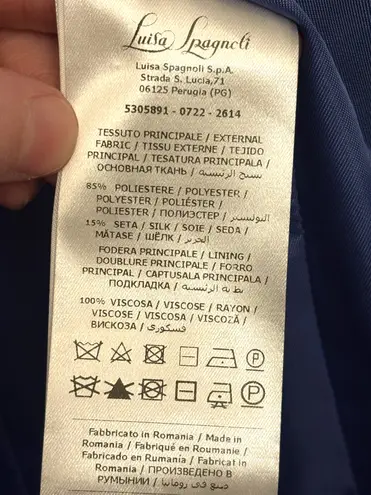 Luisa Spagnoli
Luisa Spagnoli S.p.A.
Strada S. Lucia,71
06125 Perugia (PG)
5305891 - 0722 - 2614
TESSUTO PRINCIPALE / EXTERNAL
FABRIC / TISSU EXTERNE / TEJIDO
PRINCIPAL / TESATURA PRINCIPALA /
ОСНОВНАЯ ТКАНЬ / نسيج الرئيسية
85% POLIESTERE / POLYESTER /
POLYESTER / POLIÉSTER /
POLIESTER / ПОЛИЭСТЕР / البوليستر
15% SETA / SILK / SOIE / SEDA /
MĂTASE / ШЁЛК / الحرير
FODERA PRINCIPALE / LINING /
DOUBLURE PRINCIPALE / FORRO
PRINCIPAL / CAPTUSALA PRINCIPALA /
ПОДКЛАДКА / بطانة الرئيسية
100% VISCOSA / VISCOSE / RAYON /
VISCOSE / VISCOSA / VISCOZĂ /
ВИСКОЗА / فسكوزي
P
P
Fabbricato in Romania / Made in
Romania / Fabriqué en Roumanie /
Fabricado en Rumanía / Fabricat in
Romania / ПРОИЗВЕДЕНО В
РУМЫНИИ / صنع في رومانيا